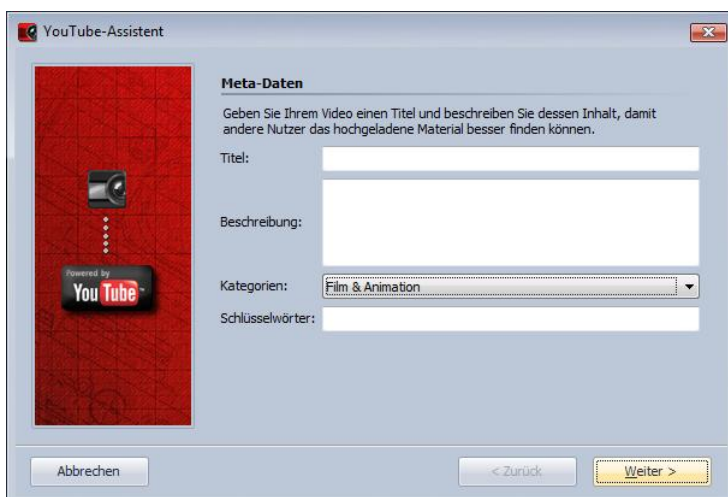 YouTube-Assistent
Meta-Daten
Geben Sie Ihrem Video einen Titel und beschreiben Sie dessen Inhalt, damit
andere Nutzer das hochgeladene Material besser finden können.
Titel:
Beschreibung:
Powered by
YouTube™
Kategorien: Film & Animation
Schlüsselwörter:
Abbrechen < Zurück Weiter >